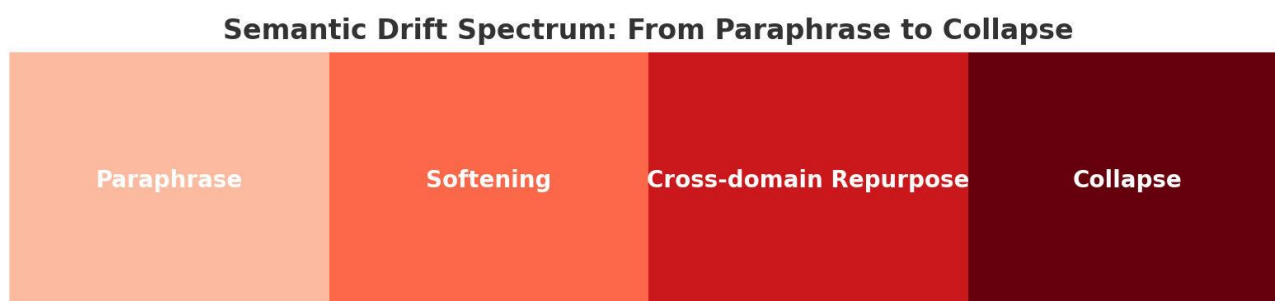 Semantic Drift Spectrum: From Paraphrase to Collapse
Paraphrase
Softening
Cross-domain Repurpose
Collapse